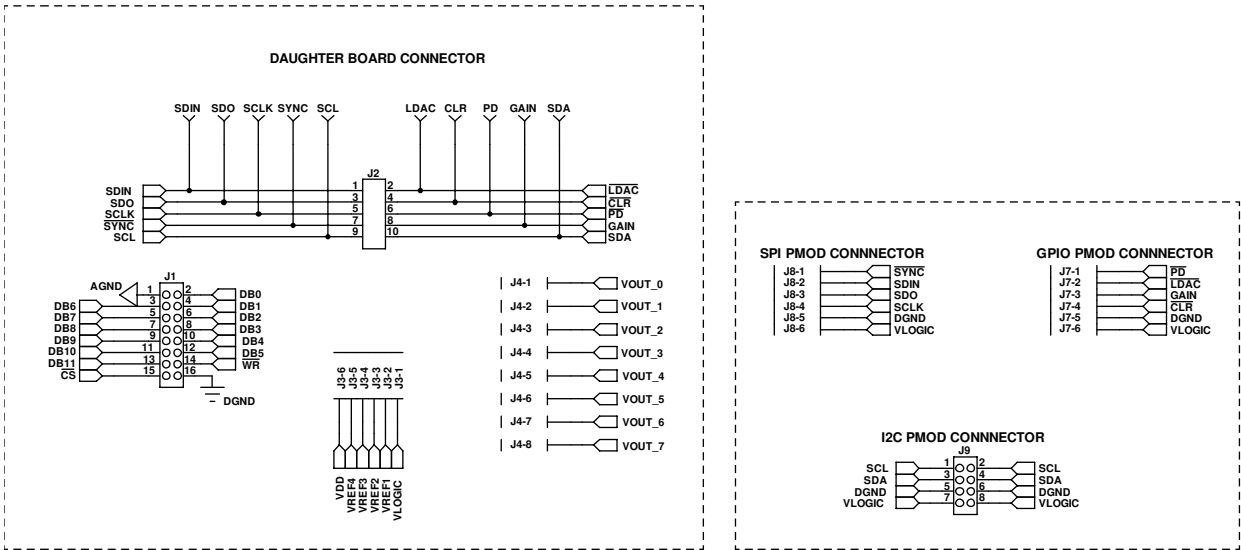 DAUGHTER BOARD CONNECTOR
SDIN SDO SCLK SYNC SCL LDAC CLR PD GAIN SDA
J2
SDIN 1 2 LDAC
SDO 3 4 CLR
SCLK 5 6 PD
SYNC 7 8 GAIN
SCL 9 10 SDA
J1
AGND 1 2 DB0
DB6 3 4 DB1
DB7 5 6 DB2
DB8 7 8 DB3
DB9 9 10 DB4
DB10 11 12 DB5
DB11 13 14 WR
CS 15 16
DGND
J3-6 J3-5 J3-4 J3-3 J3-2 J3-1
VDD VREF4 VREF3 VREF2 VREF1 VLOGIC
J4-1 VOUT_0
J4-2 VOUT_1
J4-3 VOUT_2
J4-4 VOUT_3
J4-5 VOUT_4
J4-6 VOUT_5
J4-7 VOUT_6
J4-8 VOUT_7
SPI PMOD CONNNECTOR
J8-1 SYNC
J8-2 SDIN
J8-3 SDO
J8-4 SCLK
J8-5 DGND
J8-6 VLOGIC
GPIO PMOD CONNNECTOR
J7-1 PD
J7-2 LDAC
J7-3 GAIN
J7-4 CLR
J7-5 DGND
J7-6 VLOGIC
I2C PMOD CONNNECTOR
J9
SCL 1 2 SCL
SDA 3 4 SDA
DGND 5 6 DGND
VLOGIC 7 8 VLOGIC